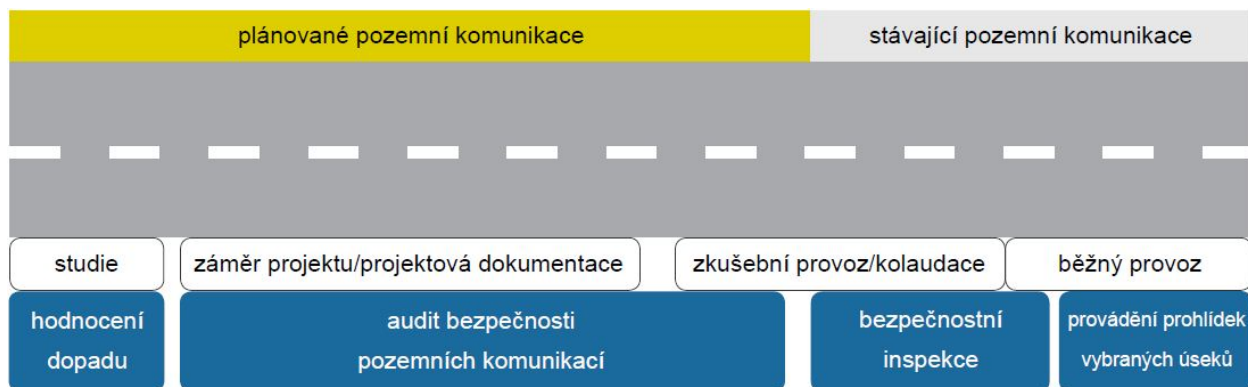 plánované pozemní komunikace
stávající pozemní komunikace
studie
záměr projektu/projektová dokumentace
zkušební provoz/kolaudace
běžný provoz
hodnocení
dopadu
audit bezpečnosti
pozemních komunikací
bezpečnostní
inspekce
provádění prohlídek
vybraných úseků